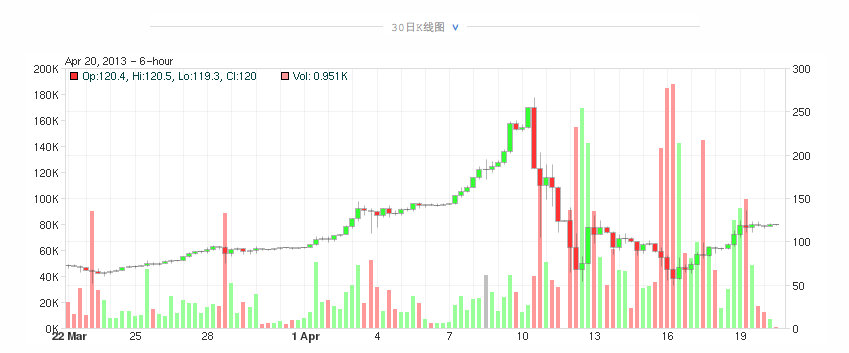 30日K线图
Apr 20, 2013 - 6-hour
Op:120.4, Hi:120.5, Lo:119.3, Cl:120 Vol: 0.951K
200K 300
180K
160K 250
140K
120K 200
100K 150
80K
60K 100
40K 50
20K
0K 0
22 Mar 25 28 1 Apr 4 7 10 13 16 19